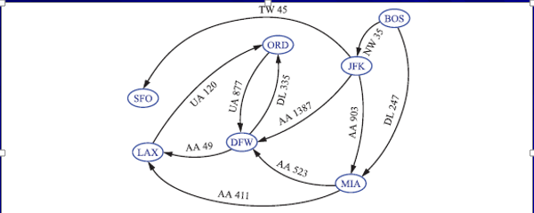 TW 45
BOS
ORD
NW 35
JFK
SFO
UA 120
UA 877
DL 335
AA 1387
AA 903
DL 247
LAX
AA 49
DFW
AA 523
MIA
AA 411